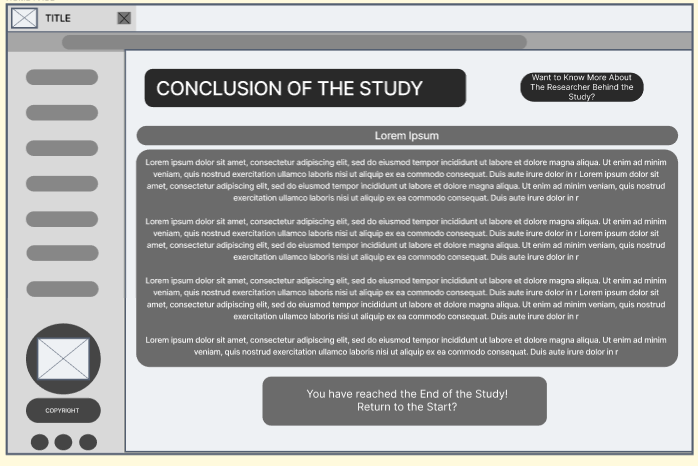 TITLE
CONCLUSION OF THE STUDY
Want to Know More About
The Researcher Behind the
Study?
Lorem Ipsum
Lorem ipsum dolor sit amet, consectetur adipiscing elit, sed do eiusmod tempor incididunt ut labore et dolore magna aliqua. Ut enim ad minim
veniam, quis nostrud exercitation ullamco laboris nisi ut aliquip ex ea commodo consequat. Duis aute irure dolor in r Lorem ipsum dolor sit
amet, consectetur adipiscing elit, sed do eiusmod tempor incididunt ut labore et dolore magna aliqua. Ut enim ad minim veniam, quis nostrud
exercitation ullamco laboris nisi ut aliquip ex ea commodo consequat. Duis aute irure dolor in r
Lorem ipsum dolor sit amet, consectetur adipiscing elit, sed do eiusmod tempor incididunt ut labore et dolore magna aliqua. Ut enim ad minim
veniam, quis nostrud exercitation ullamco laboris nisi ut aliquip ex ea commodo consequat. Duis aute irure dolor in r Lorem ipsum dolor sit
amet, consectetur adipiscing elit, sed do eiusmod tempor incididunt ut labore et dolore magna aliqua. Ut enim ad minim veniam, quis nostrud
exercitation ullamco laboris nisi ut aliquip ex ea commodo consequat. Duis aute irure dolor in r
Lorem ipsum dolor sit amet, consectetur adipiscing elit, sed do eiusmod tempor incididunt ut labore et dolore magna aliqua. Ut enim ad minim
veniam, quis nostrud exercitation ullamco laboris nisi ut aliquip ex ea commodo consequat. Duis aute irure dolor in r Lorem ipsum dolor sit
amet, consectetur adipiscing elit, sed do eiusmod tempor incididunt ut labore et dolore magna aliqua. Ut enim ad minim veniam, quis nostrud
exercitation ullamco laboris nisi ut aliquip ex ea commodo consequat. Duis aute irure dolor in r
Lorem ipsum dolor sit amet, consectetur adipiscing elit, sed do eiusmod tempor incididunt ut labore et dolore magna aliqua. Ut enim ad minim
veniam, quis nostrud exercitation ullamco laboris nisi ut aliquip ex ea commodo consequat. Duis aute irure dolor in r
You have reached the End of the Study!
Return to the Start?
COPYRIGHT